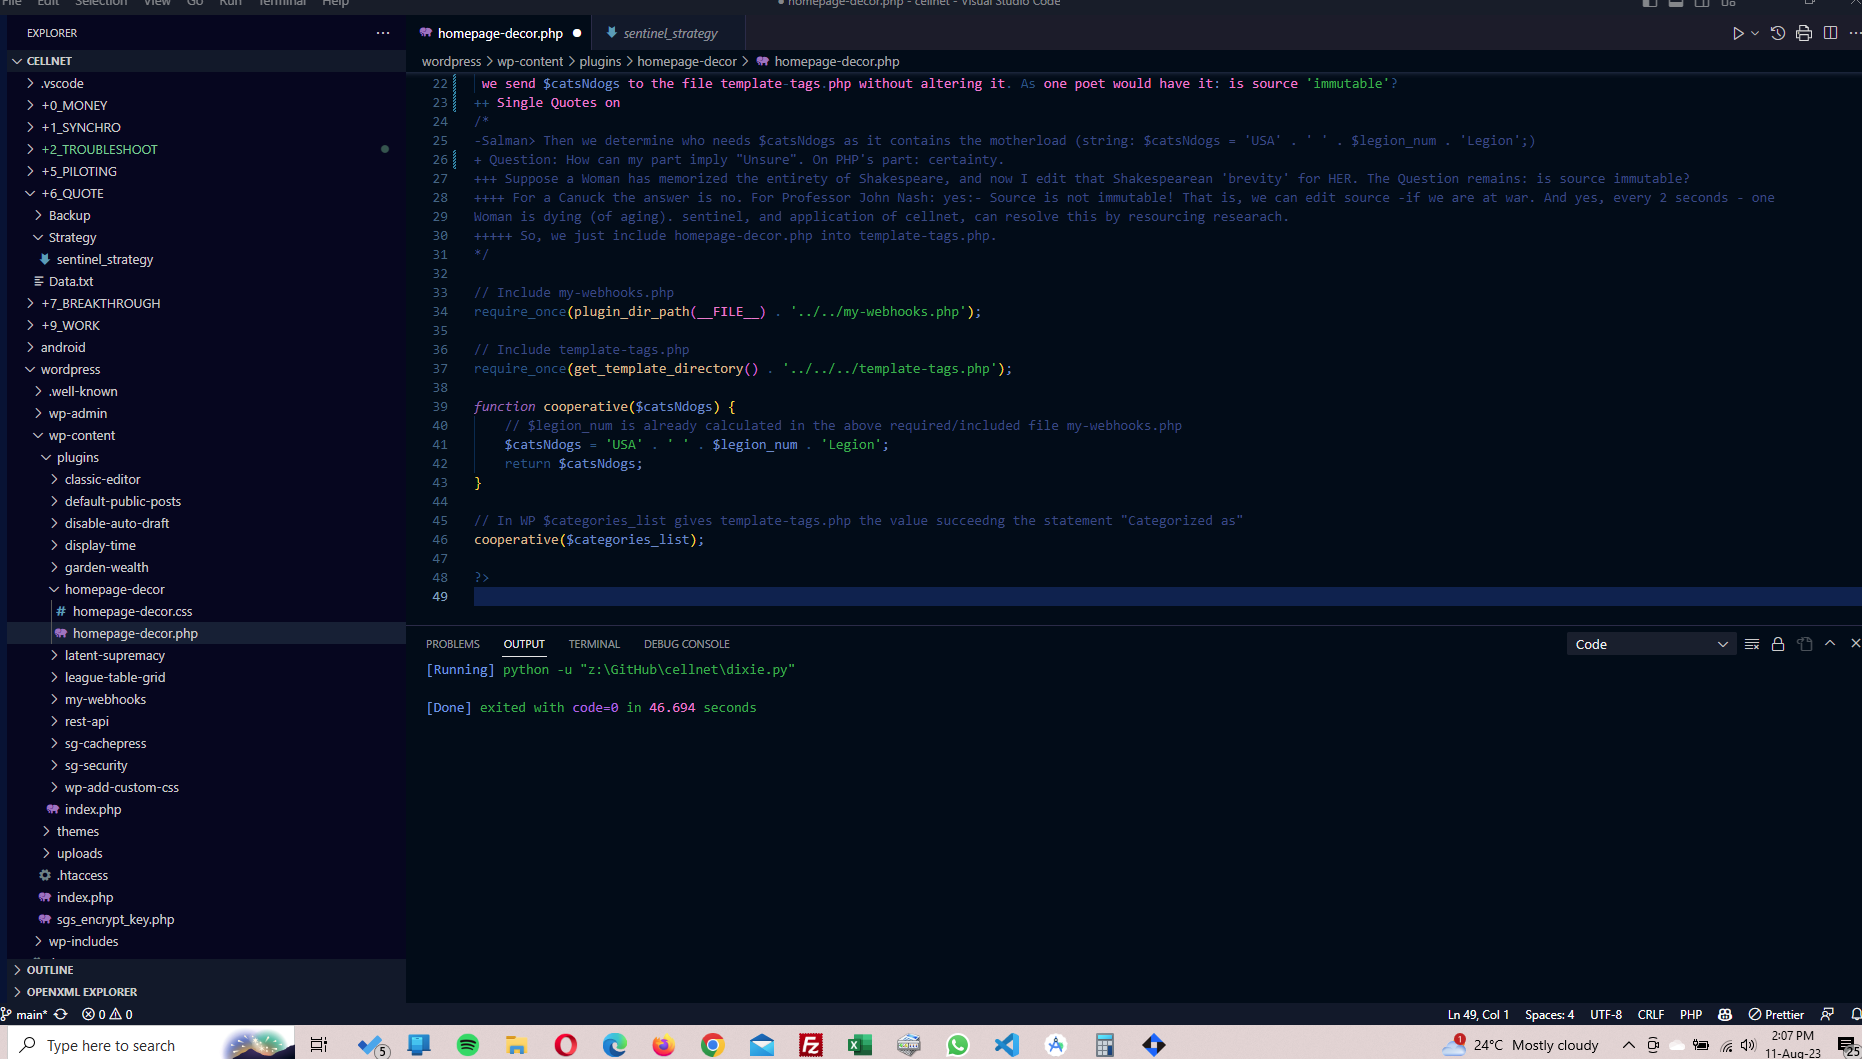 File Edit Selection View Go Run Terminal Help
homepage-decor.php - cellnet - Visual Studio Code
EXPLORER
CELLNET
.vscode
+0_MONEY
+1_SYNCHRO
+2_TROUBLESHOOT
+5_PILOTING
+6_QUOTE
Backup
Strategy
sentinel_strategy
Data.txt
+7_BREAKTHROUGH
+9_WORK
android
wordpress
.well-known
wp-admin
wp-content
plugins
classic-editor
default-public-posts
disable-auto-draft
display-time
garden-wealth
homepage-decor
homepage-decor.css
homepage-decor.php
latent-supremacy
league-table-grid
my-webhooks
rest-api
sg-cachepress
sg-security
wp-add-custom-css
index.php
themes
uploads
.htaccess
index.php
sgs_encrypt_key.php
wp-includes
OUTLINE
OPENXML EXPLORER
homepage-decor.php
sentinel_strategy
wordpress > wp-content > plugins > homepage-decor > homepage-decor.php
22 we send $catsNdogs to the file template-tags.php without altering it. As one poet would have it: is source 'immutable'?
23 ++ Single Quotes on
24 /*
25 -Salman> Then we determine who needs $catsNdogs as it contains the motherload (string: $catsNdogs = 'USA' . ' ' . $legion_num . 'Legion';)
26 + Question: How can my part imply "Unsure". On PHP's part: certainty.
27 +++ Suppose a Woman has memorized the entirety of Shakespeare, and now I edit that Shakespearean 'brevity' for HER. The Question remains: is source immutable?
28 ++++ For a Canuck the answer is no. For Professor John Nash: yes:- Source is not immutable! That is, we can edit source -if we are at war. And yes, every 2 seconds - one
29 Woman is dying (of aging). sentinel, and application of cellnet, can resolve this by resourcing researach.
30 +++++ So, we just include homepage-decor.php into template-tags.php.
31 */
32
33 // Include my-webhooks.php
34 require_once(plugin_dir_path(__FILE__) . '../../my-webhooks.php');
35
36 // Include template-tags.php
37 require_once(get_template_directory() . '../../../template-tags.php');
38
39 function cooperative($catsNdogs) {
40 // $legion_num is already calculated in the above required/included file my-webhooks.php
41 $catsNdogs = 'USA' . ' ' . $legion_num . 'Legion';
42 return $catsNdogs;
43 }
44
45 // In WP $categories_list gives template-tags.php the value succeedng the statement "Categorized as"
46 cooperative($categories_list);
47
48 ?>
49
PROBLEMS OUTPUT TERMINAL DEBUG CONSOLE
Code
[Running] python -u "z:\GitHub\cellnet\dixie.py"
[Done] exited with code=0 in 46.694 seconds
main* 0 0
Ln 49, Col 1 Spaces: 4 UTF-8 CRLF PHP Prettier
Type here to search
5
Fz
1
24°C Mostly cloudy
2:07 PM
11-Aug-23
25